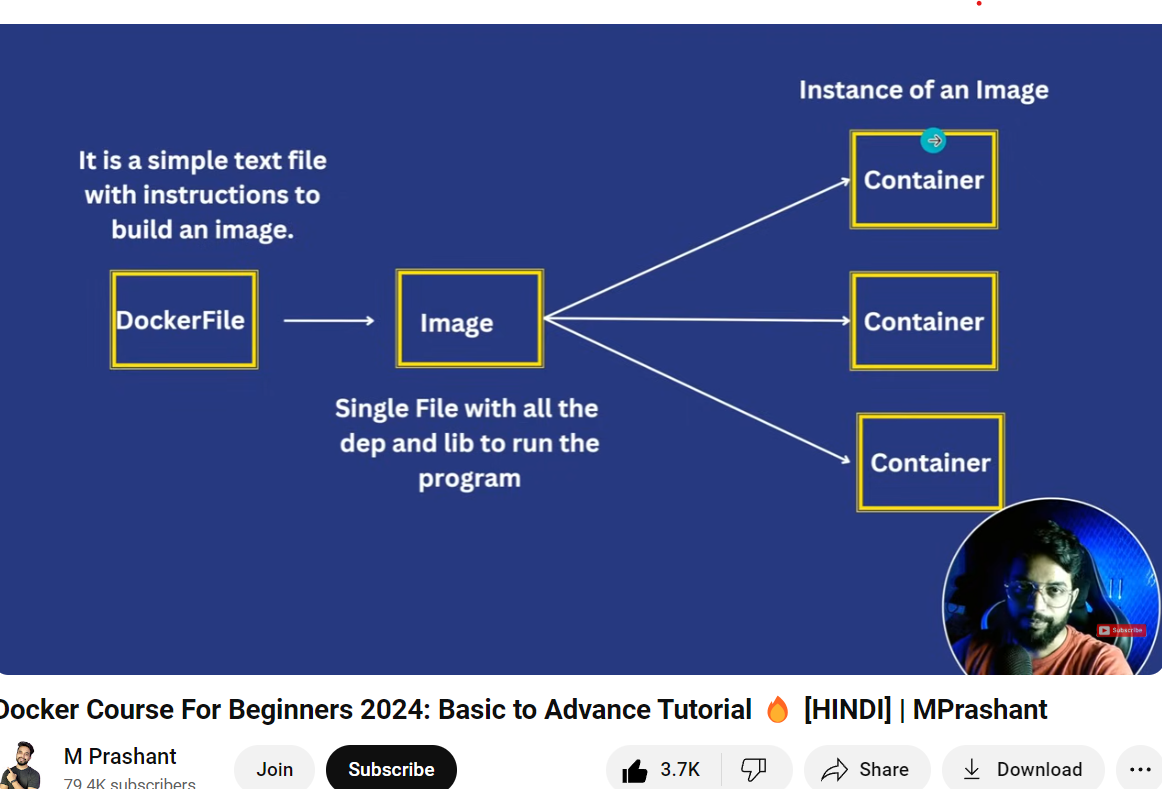 Instance of an Image
It is a simple text file
with instructions to
build an image.
Container
DockerFile
Image
Container
Single File with all the
dep and lib to run the
program
Container
Subscribe
Docker Course For Beginners 2024: Basic to Advance Tutorial 🔥 [HINDI] | MPrashant
M Prashant
79.4K subscribers
Join
Subscribe
3.7K
Share
Download